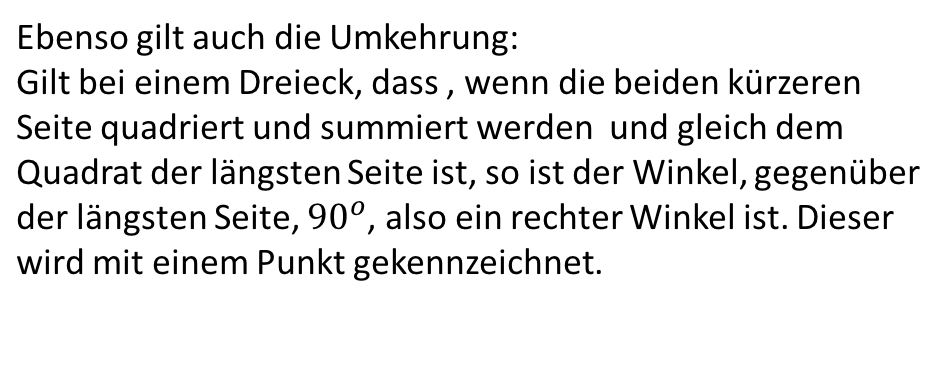 Ebenso gilt auch die Umkehrung:
Gilt bei einem Dreieck, dass , wenn die beiden kürzeren
Seite quadriert und summiert werden  und gleich dem
Quadrat der längsten Seite ist, so ist der Winkel, gegenüber
der längsten Seite, 90°, also ein rechter Winkel ist. Dieser
wird mit einem Punkt gekennzeichnet.